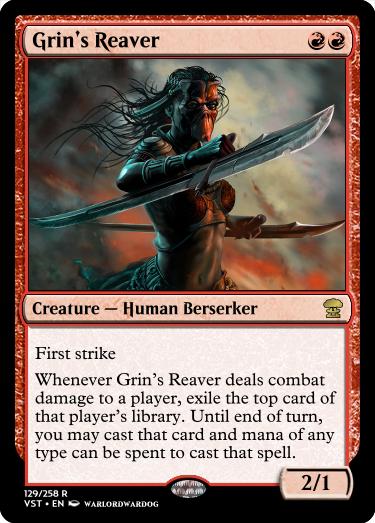 Grin's Reaver
Creature — Human Berserker
First strike
Whenever Grin's Reaver deals combat
damage to a player, exile the top card of
that player's library. Until end of turn,
you may cast that card and mana of any
type can be spent to cast that spell.
2/1
129/258 R
VST • EN WARLORDWARDOG